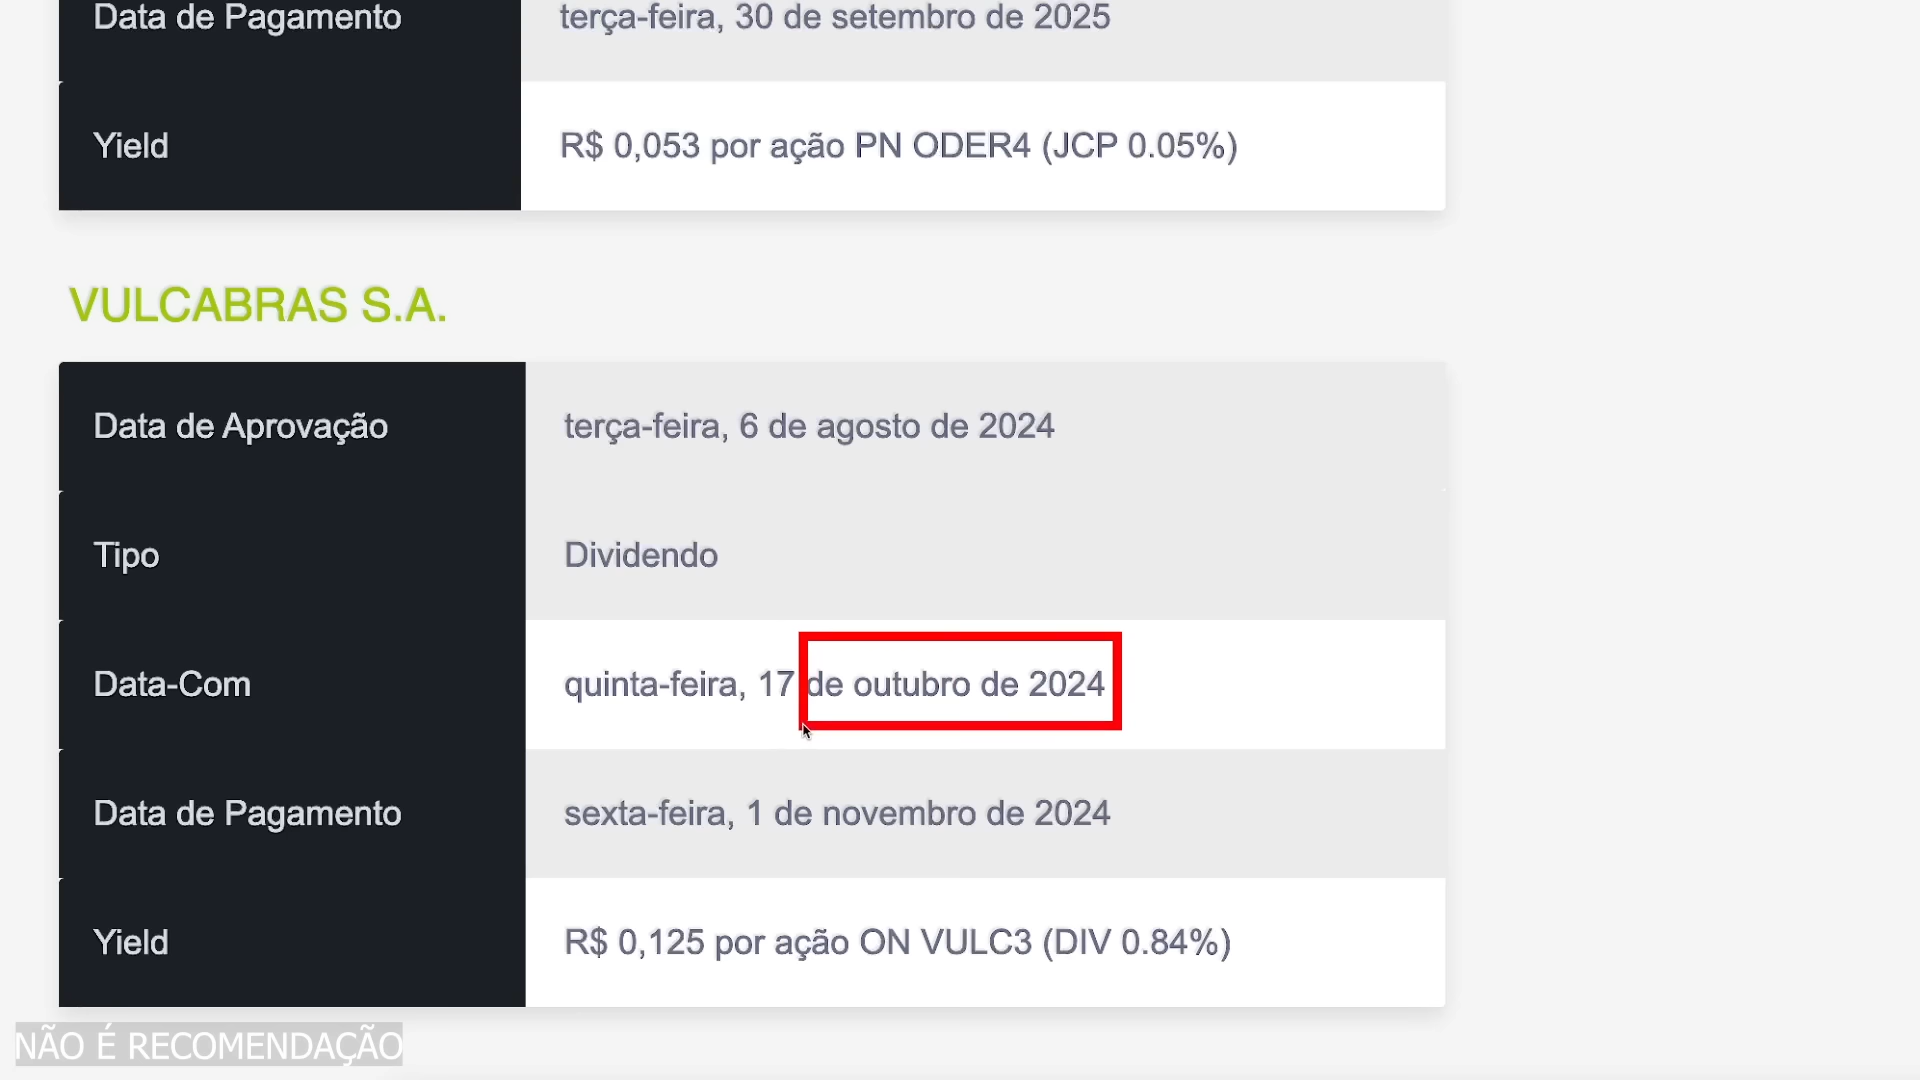 Data de Pagamento terça-feira, 30 de setembro de 2025
Yield R$ 0,053 por ação PN ODER4 (JCP 0.05%)
VULCABRAS S.A.
Data de Aprovação terça-feira, 6 de agosto de 2024
Tipo Dividendo
Data-Com quinta-feira, 17 de outubro de 2024
Data de Pagamento sexta-feira, 1 de novembro de 2024
Yield R$ 0,125 por ação ON VULC3 (DIV 0.84%)
NÃO É RECOMENDAÇÃO